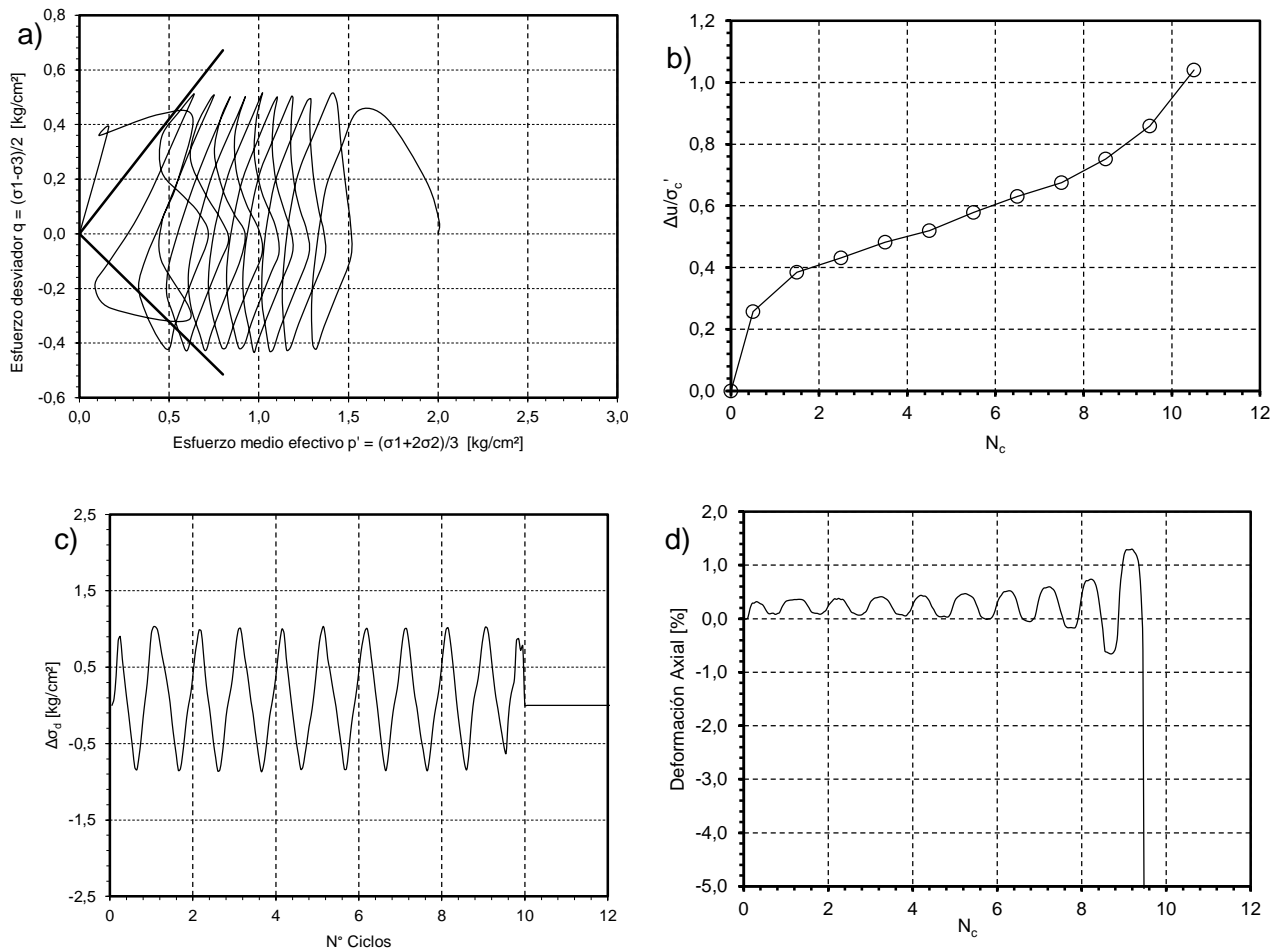 a)
Esfuerzo desviador q = (σ1-σ3)/2 [kg/cm²]
0,8
0,6
0,4
0,2
0,0
-0,2
-0,4
-0,6
0,0 0,5 1,0 1,5 2,0 2,5 3,0
Esfuerzo medio efectivo p' = (σ1+2σ2)/3 [kg/cm²]
b)
Δu/σc'
1,2
1,0
0,8
0,6
0,4
0,2
0,0
0 2 4 6 8 10 12
Nc
c)
Δσd [kg/cm²]
2,5
1,5
0,5
-0,5
-1,5
-2,5
0 2 4 6 8 10 12
N° Ciclos
d)
Deformación Axial [%]
2,0
1,0
0,0
-1,0
-2,0
-3,0
-4,0
-5,0
0 2 4 6 8 10 12
Nc